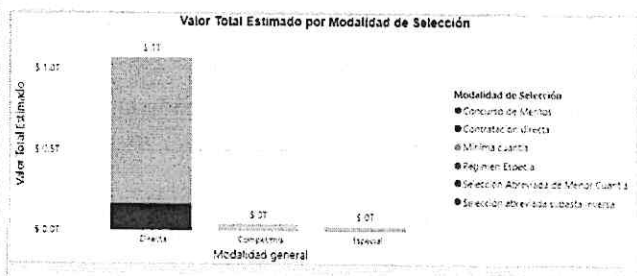 Valor Total Estimado por Modalidad de Selección
$ 1T
$ 1.0T
$ 0.5T
$ 0.0T
Valor Total Estimado
$ 0T
$ 0T
Directa
Competitiva
Especial
Modalidad general
Modalidad de Selección
Concurso de Meritos
Contratación directa
Mínima cuantía
Regimen Especial
Selección Abreviada de Menor Cuantía
Selección abreviada subasta inversa